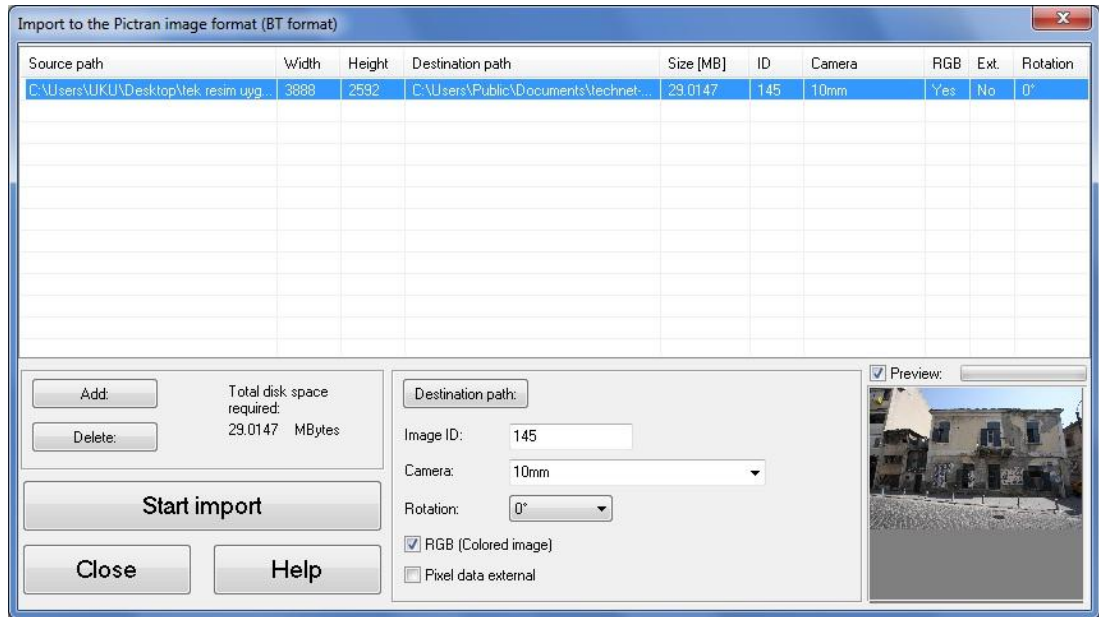 Import to the Pictran image format (BT format)
Source path Width Height Destination path Size [MB] ID Camera RGB Ext. Rotation
C:\Users\UKU\Desktop\tek resim uyg... 3888 2592 C:\Users\Public\Documents\technet-... 29.0147 145 10mm Yes No 0°
Add:
Total disk space
required:
29.0147 MBytes
Delete:
Start import
Close Help
Destination path:
Image ID: 145
Camera: 10mm
Rotation: 0°
RGB (Colored image)
Pixel data external
Preview: